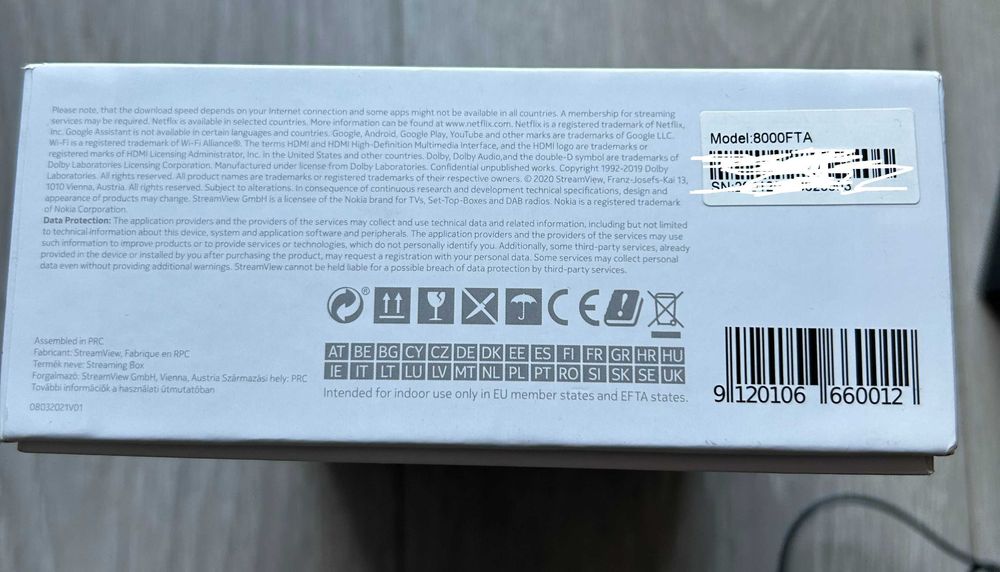 Please note, that the download speed depends on your Internet connection and some apps might not be available in all countries. A membership for streaming
services may be required. Netflix is available in selected countries. More information can be found at www.netflix.com. Netflix is a registered trademark of Netflix,
Inc. Google Assistant is not available in certain languages and countries. Google, Android, Google Play, YouTube and other marks are trademarks of Google LLC.
Wi-Fi is a registered trademark of Wi-Fi Alliance®. The terms HDMI and HDMI High-Definition Multimedia Interface, and the HDMI logo are trademarks or
registered marks of HDMI Licensing Administrator, Inc. in the United States and other countries. Dolby, Dolby Audio, and the double-D symbol are trademarks of
Dolby Laboratories Licensing Corporation. Manufactured under license from Dolby Laboratories. Confidential unpublished works. Copyright 1992-2019 Dolby
Laboratories. All rights reserved. All product names are trademarks or registered trademarks of their respective owners. © 2020 StreamView, Franz-Josefs-Kai 13,
1010 Vienna, Austria. All rights reserved. Subject to alterations. In consequence of continuous research and development technical specifications, design and
appearance of products may change. StreamView GmbH is a licensee of the Nokia brand for TVs, Set-Top-Boxes and DAB radios. Nokia is a registered trademark
of Nokia Corporation.
Data Protection: The application providers and the providers of the services may collect and use technical data and related information, including but not limited
to technical information about this device, system and application software and peripherals. The application providers and the providers of the services may use
such information to improve products or to provide services or technologies, which do not personally identify you. Additionally, some third-party services, already
provided in the device or installed by you after purchasing the product, may request a registration with your personal data. Some services may collect personal
data even without providing additional warnings. StreamView cannot be held liable for a possible breach of data protection by third-party services.
Model:8000FTA
SN:
CE
AT BE BG CY CZ DE DK EE ES FI FR GR HR HU
IE IT LT LU LV MT NL PL PT RO SI SK SE UK
Intended for indoor use only in EU member states and EFTA states.
Assembled in PRC
Fabricant: StreamView, Fabrique en RPC
Termék neve: Streaming Box
Forgalmazó: StreamView GmbH, Vienna, Austria Származási hely: PRC
További információk a használati útmutatóban
08032021V01
9 120106 660012